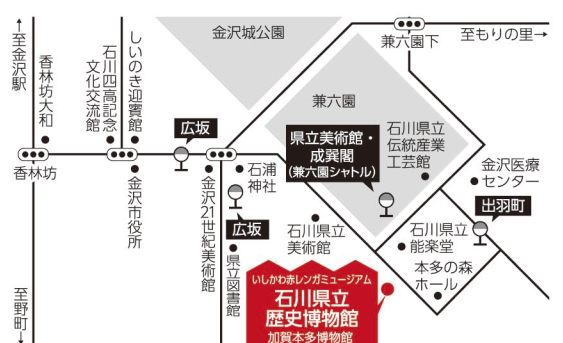 ←至金沢駅
香林坊大和
石川四高記念
文化交流館
しいのき迎賓館
金沢城公園
兼六園下
至もりの里→
兼六園
広坂
県立美術館・
成巽閣
(兼六園シャトル)
石川県立
伝統産業
工芸館
金沢医療
センター
出羽町
香林坊
金沢市役所
金沢21世紀美術館
石浦
神社
広坂
県立図書館
石川県立
美術館
石川県立
能楽堂
本多の森
ホール
いしかわ赤レンガミュージアム
石川県立
歴史博物館
加賀本多博物館
至野町→